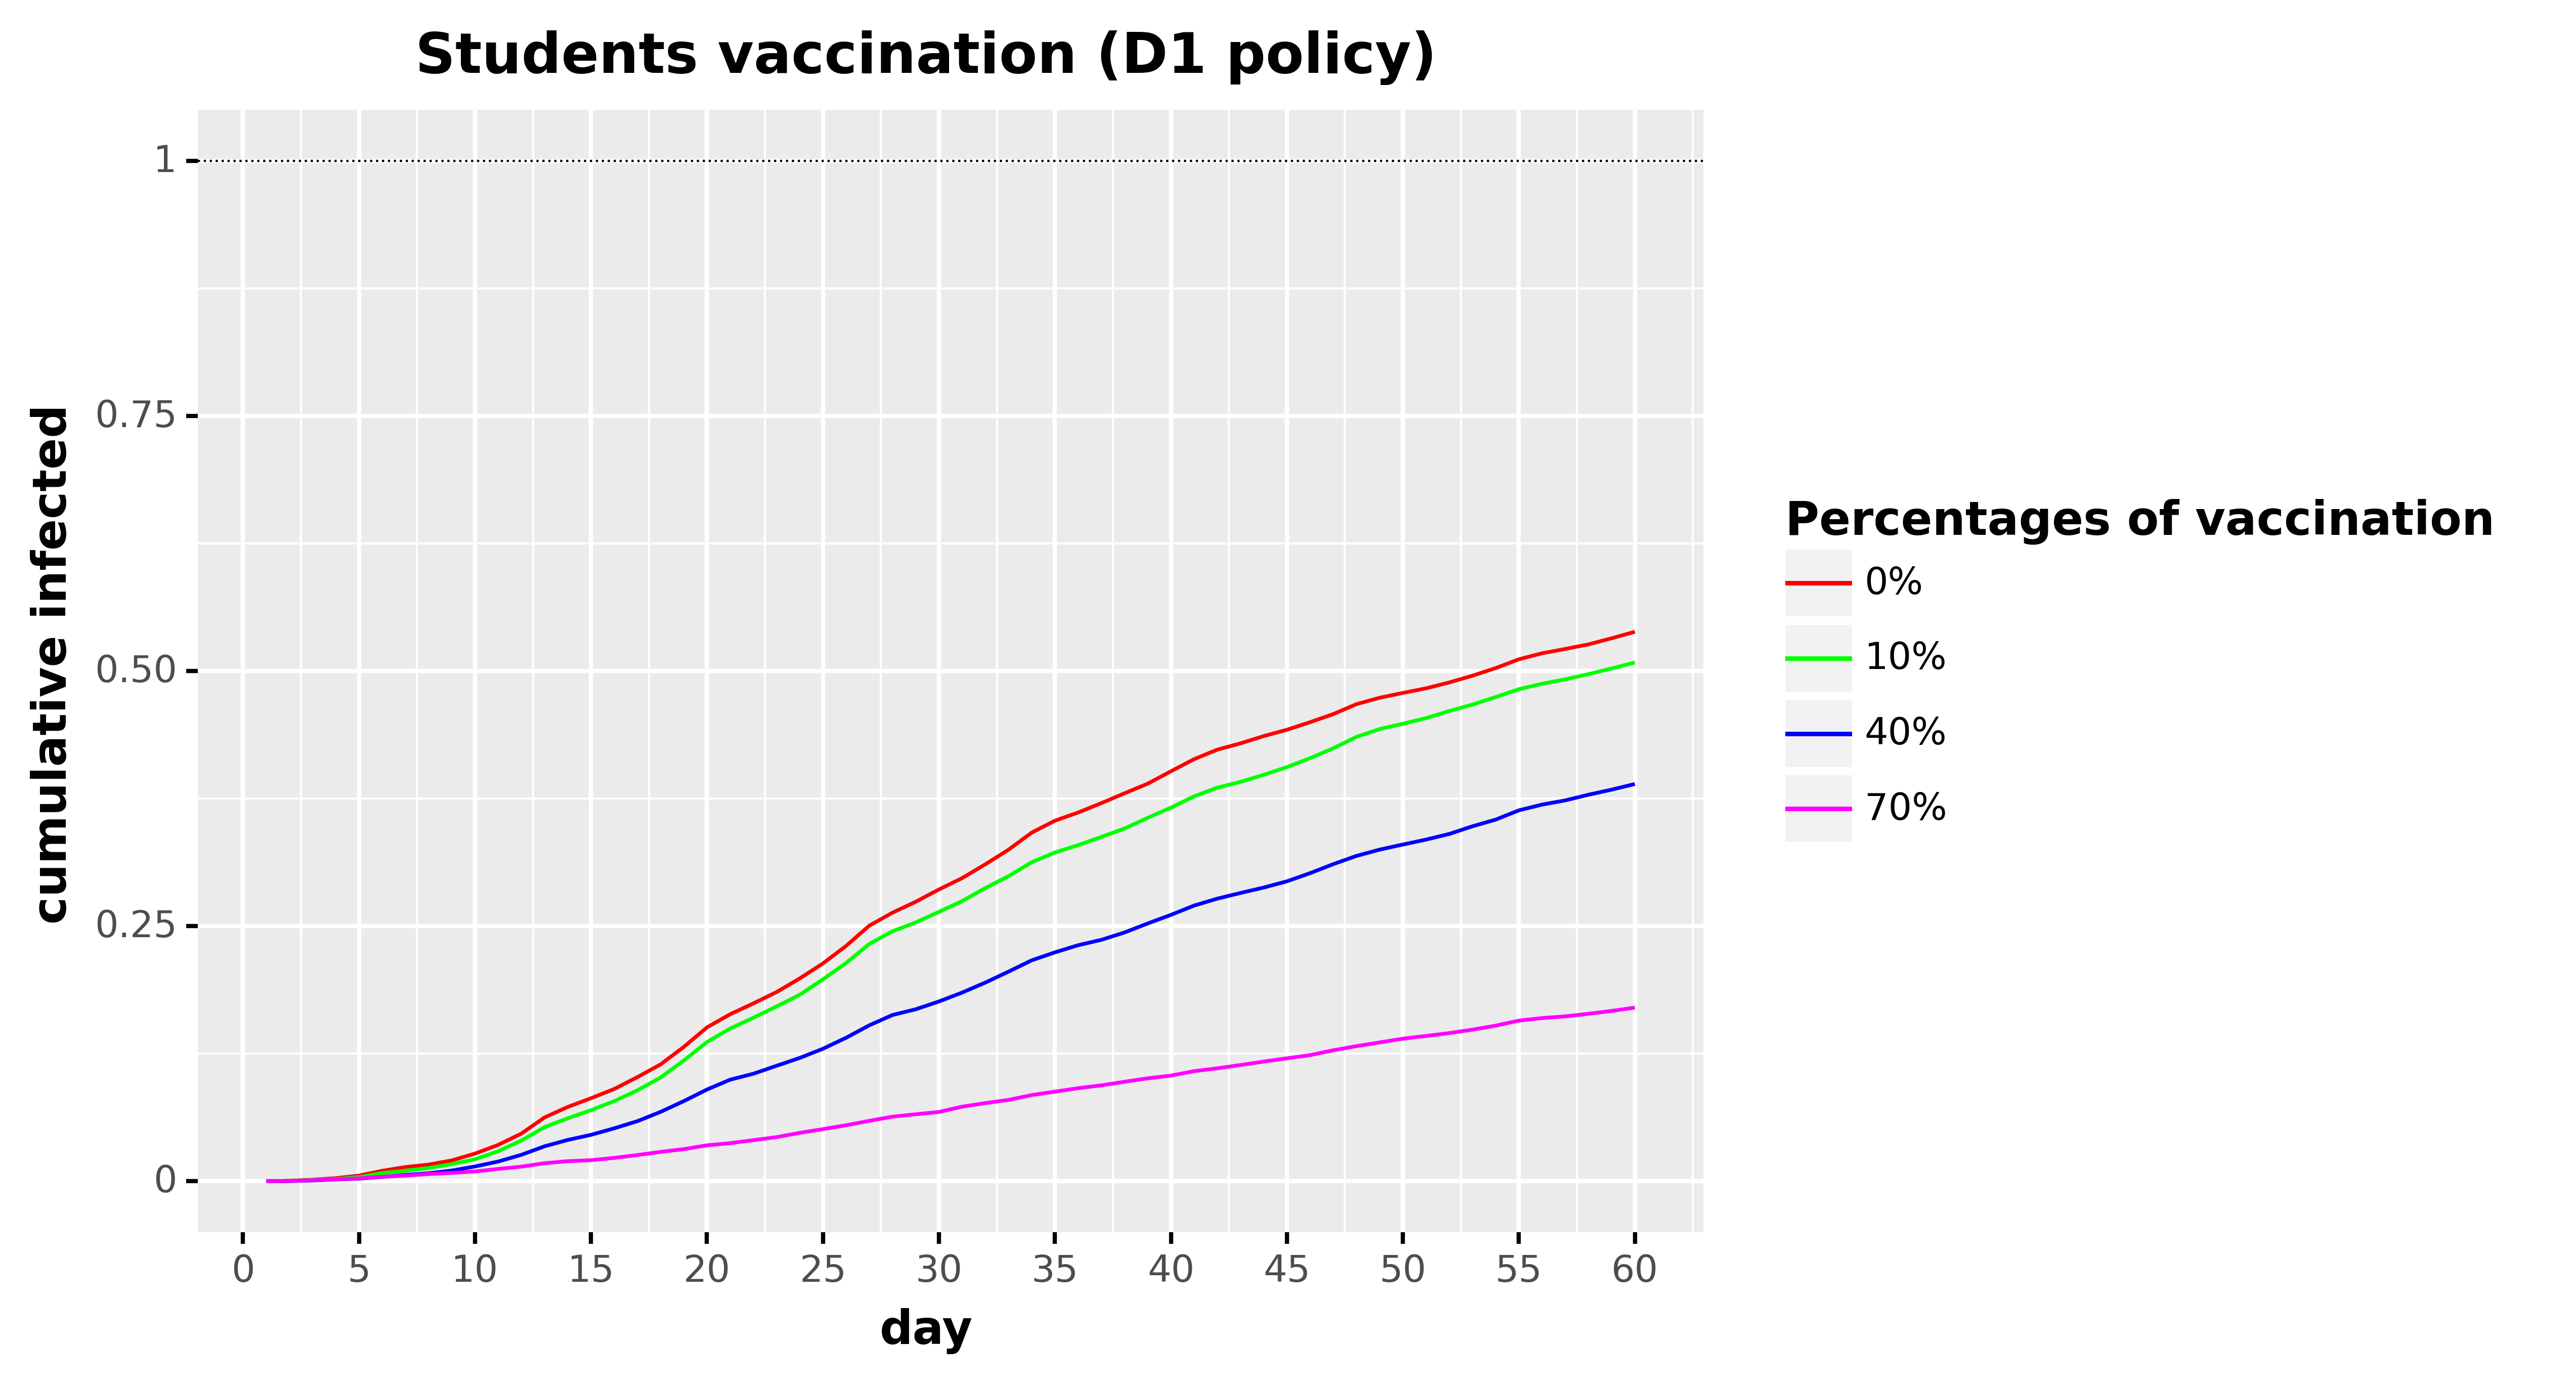 Students vaccination (D1 policy)
cumulative infected
1
0.75
0.50
0.25
0
0 5 10 15 20 25 30 35 40 45 50 55 60
day
Percentages of vaccination
0%
10%
40%
70%